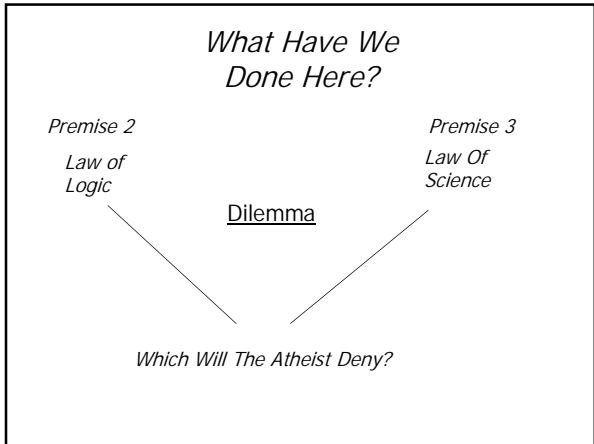 What Have We
Done Here?
Premise 2
Law of
Logic
Premise 3
Law Of
Science
Dilemma
Which Will The Atheist Deny?